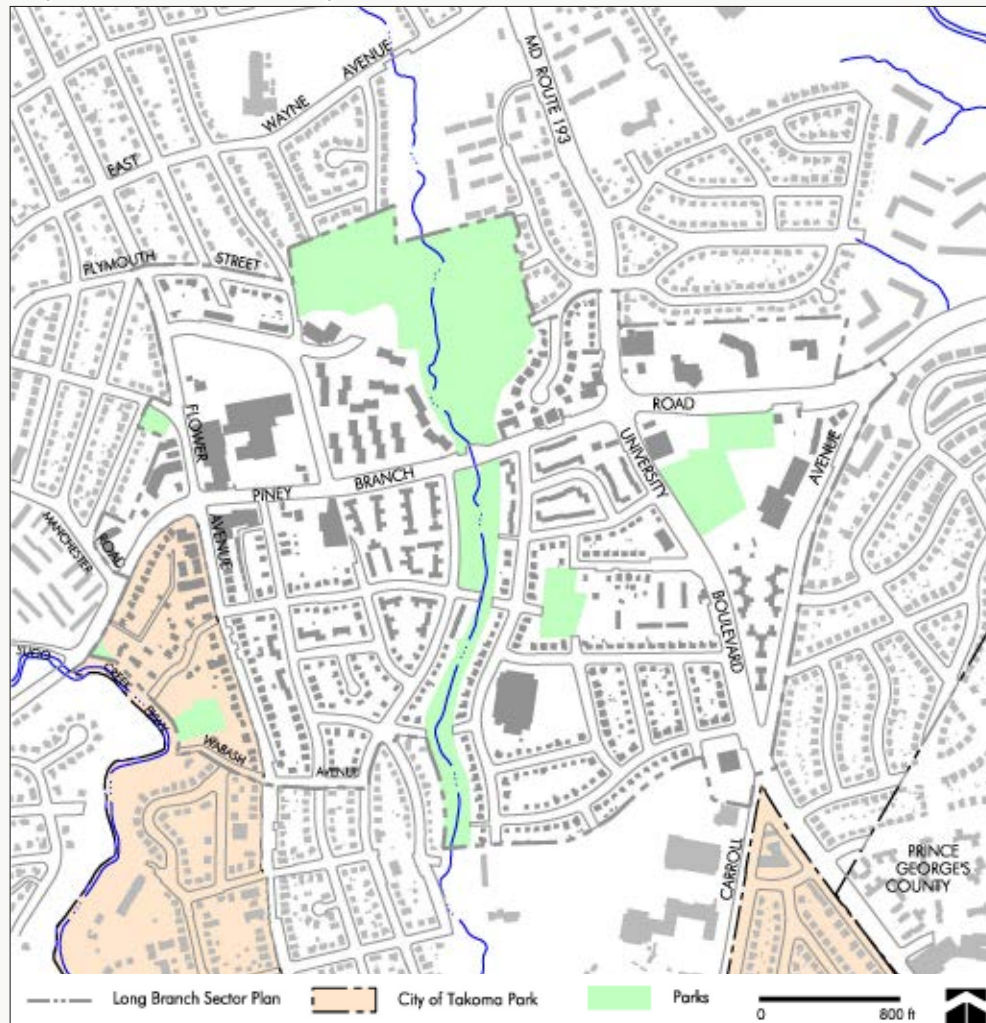 AVENUE
WAYNE
EAST
MD ROUTE 193
PLYMOUTH
STREET
FLOWER
AVENUE
PINEY
BRANCH
ROAD
UNIVERSITY
BOULEVARD
AVENUE
MANCHESTER
ROAD
SLIGO
CREEK
PKWY
WABASH
AVENUE
CARROLL
PRINCE
GEORGE'S
COUNTY
Long Branch Sector Plan
City of Takoma Park
Parks
0
800 ft